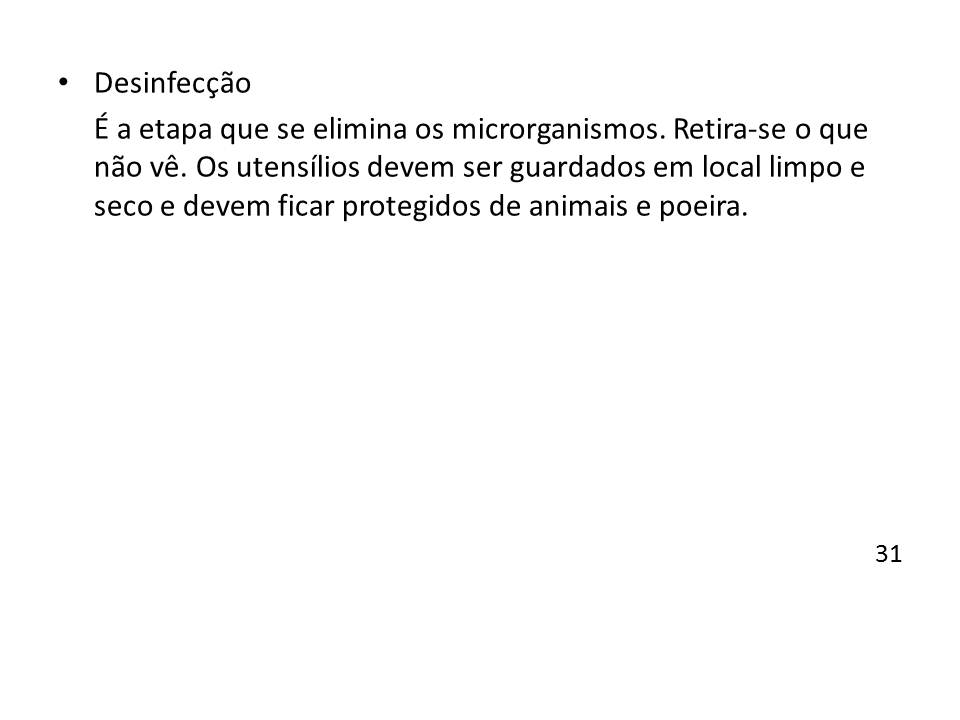 • Desinfecção
É a etapa que se elimina os microrganismos. Retira-se o que
não vê. Os utensílios devem ser guardados em local limpo e
seco e devem ficar protegidos de animais e poeira.
31